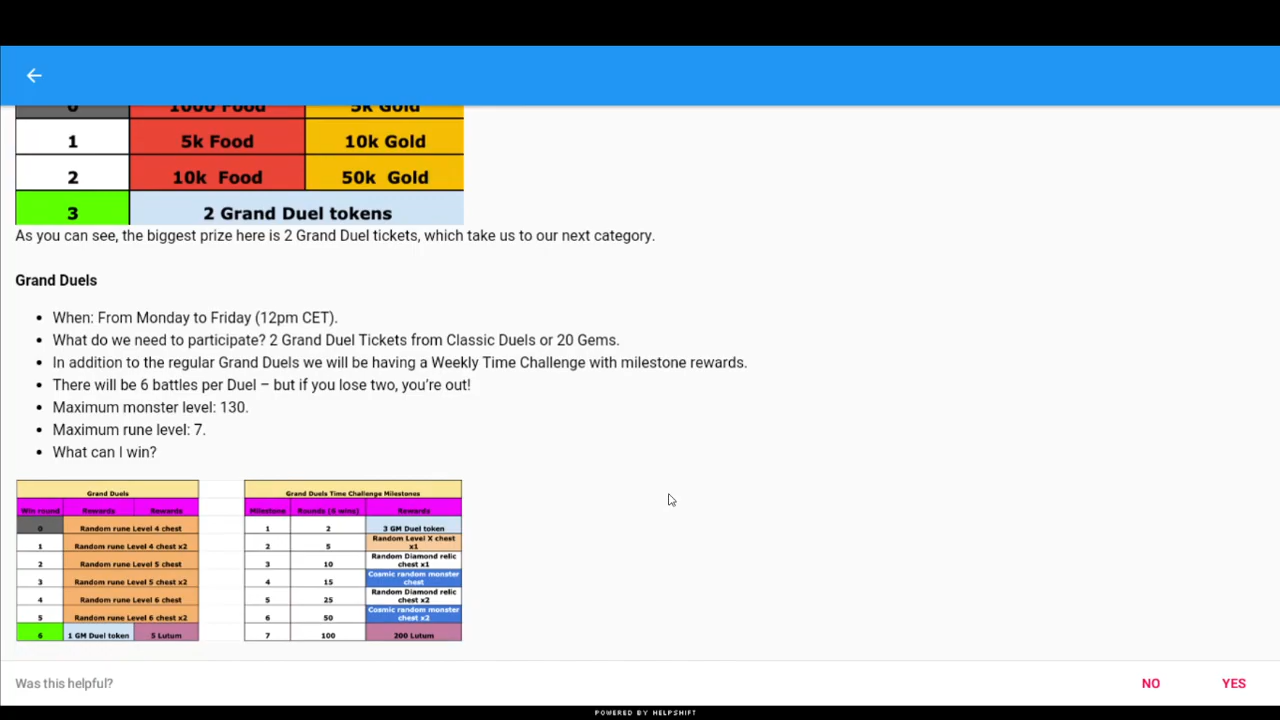 0 1000 Food 5k Gold
1 5k Food 10k Gold
2 10k Food 50k Gold
3 2 Grand Duel tokens
As you can see, the biggest prize here is 2 Grand Duel tickets, which take us to our next category.
Grand Duels
• When: From Monday to Friday (12pm CET).
• What do we need to participate? 2 Grand Duel Tickets from Classic Duels or 20 Gems.
• In addition to the regular Grand Duels we will be having a Weekly Time Challenge with milestone rewards.
• There will be 6 battles per Duel – but if you lose two, you’re out!
• Maximum monster level: 130.
• Maximum rune level: 7.
• What can I win?
Grand Duels
Win round Rewards Rewards
0 Random rune Level 4 chest
1 Random rune Level 4 chest x2
2 Random rune Level 5 chest
3 Random rune Level 5 chest x2
4 Random rune Level 6 chest
5 Random rune Level 6 chest x2
6 1 GM Duel token 5 Lutum
Grand Duels Time Challenge Milestones
Milestone Rounds (6 wins) Rewards
1 2 3 GM Duel token
2 5 Random Level X chest
x1
3 10 Random Diamond relic
chest x1
4 15 Cosmic random monster
chest
5 25 Random Diamond relic
chest x2
6 50 Cosmic random monster
chest x2
7 100 200 Lutum
Was this helpful? NO YES
POWERED BY HELPSHIFT